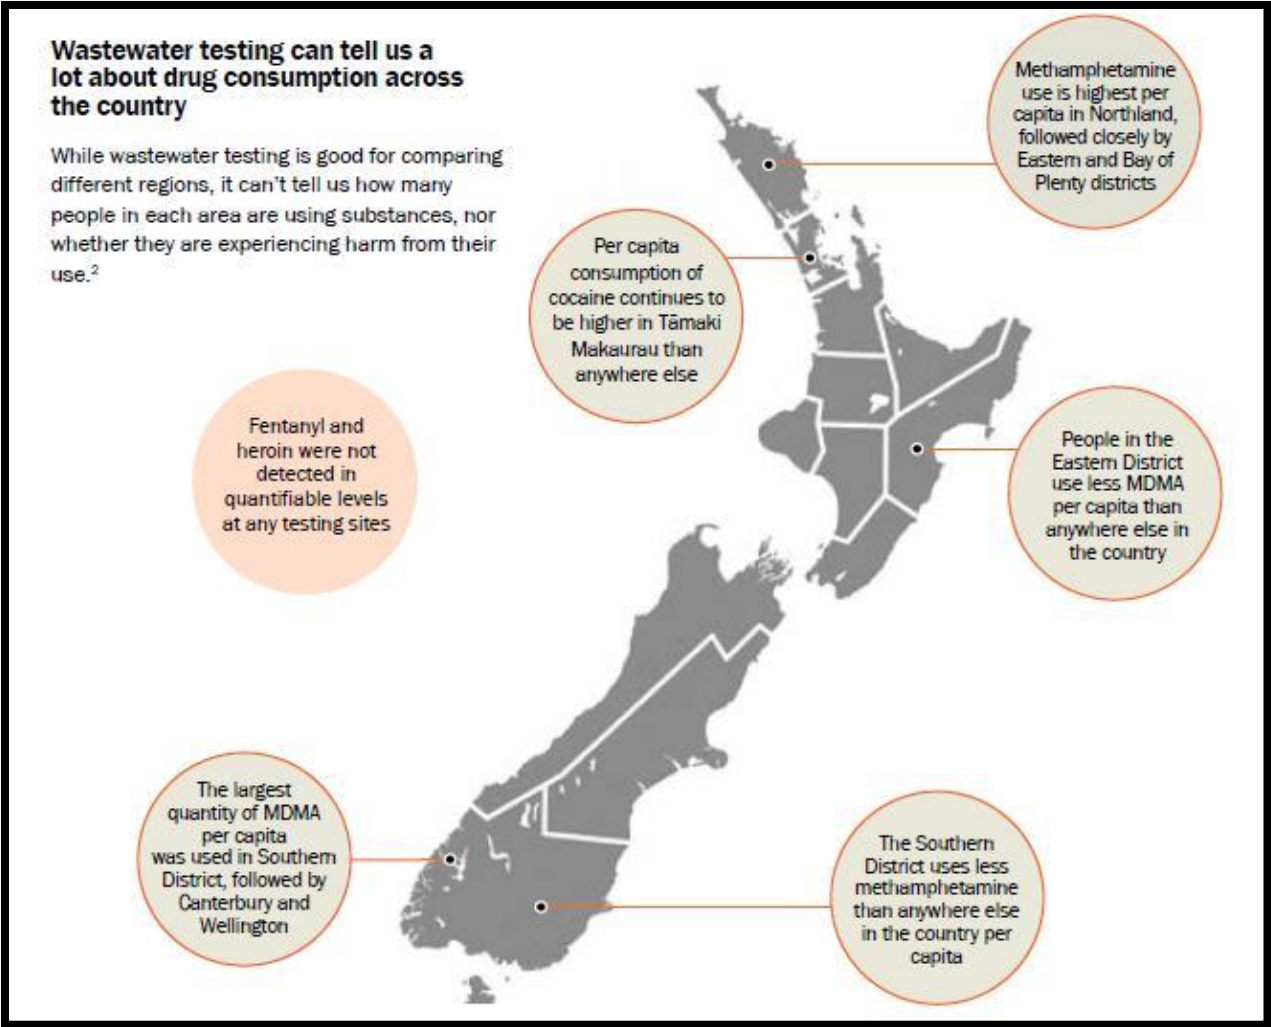 Wastewater testing can tell us a
lot about drug consumption across
the country
While wastewater testing is good for comparing
different regions, it can't tell us how many
people in each area are using substances, nor
whether they are experiencing harm from their
use.2
Methamphetamine
use is highest per
capita in Northland,
followed closely by
Eastern and Bay of
Plenty districts
Per capita
consumption of
cocaine continues to
be higher in Tāmaki
Makaurau than
anywhere else
Fentanyl and
heroin were not
detected in
quantifiable levels
at any testing sites
People in the
Eastern District
use less MDMA
per capita than
anywhere else in
the country
The largest
quantity of MDMA
per capita
was used in Southern
District, followed by
Canterbury and
Wellington
The Southern
District uses less
methamphetamine
than anywhere else
in the country per
capita